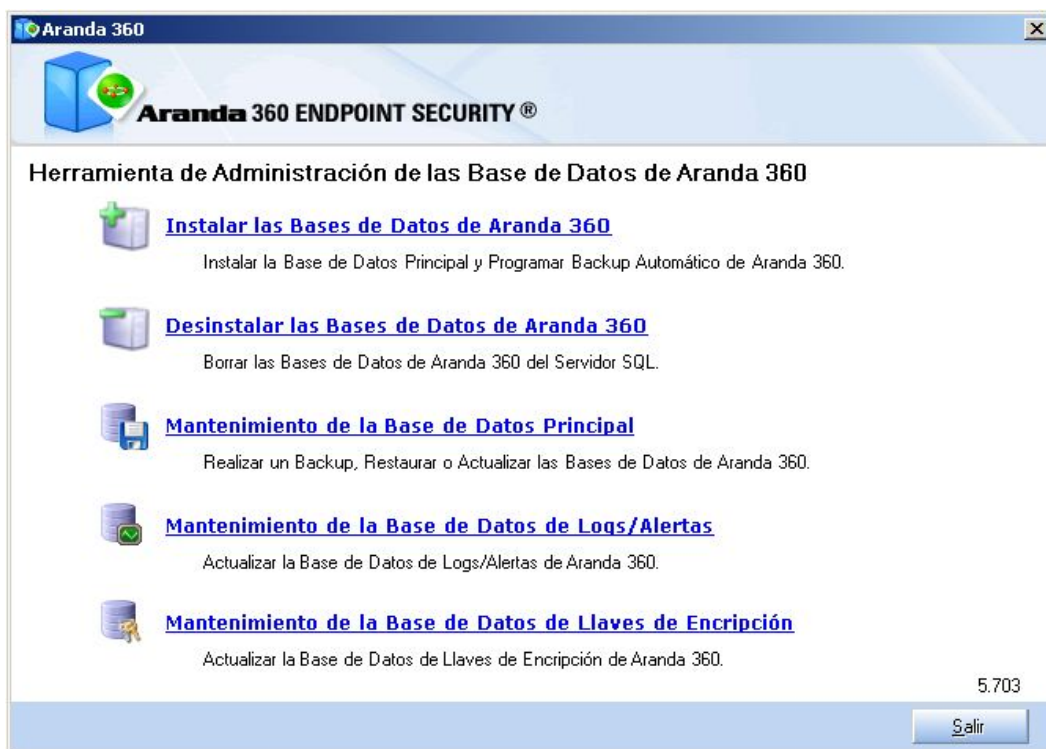 Aranda 360
Aranda 360 ENDPOINT SECURITY ®
Herramienta de Administración de las Base de Datos de Aranda 360
Instalar las Bases de Datos de Aranda 360
Instalar la Base de Datos Principal y Programar Backup Automático de Aranda 360.
Desinstalar las Bases de Datos de Aranda 360
Borrar las Bases de Datos de Aranda 360 del Servidor SQL.
Mantenimiento de la Base de Datos Principal
Realizar un Backup, Restaurar o Actualizar las Bases de Datos de Aranda 360.
Mantenimiento de la Base de Datos de Logs/Alertas
Actualizar la Base de Datos de Logs/Alertas de Aranda 360.
Mantenimiento de la Base de Datos de Llaves de Encripción
Actualizar la Base de Datos de Llaves de Encripción de Aranda 360.
5.703
Salir